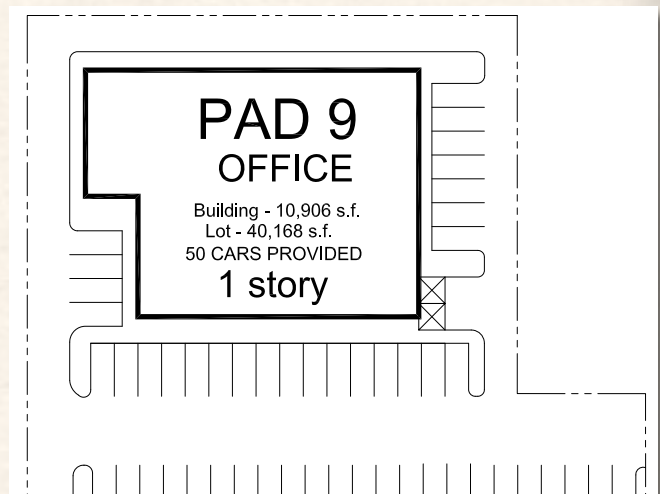 PAD 9
OFFICE
Building - 10,906 s.f.
Lot - 40,168 s.f.
50 CARS PROVIDED
1 story